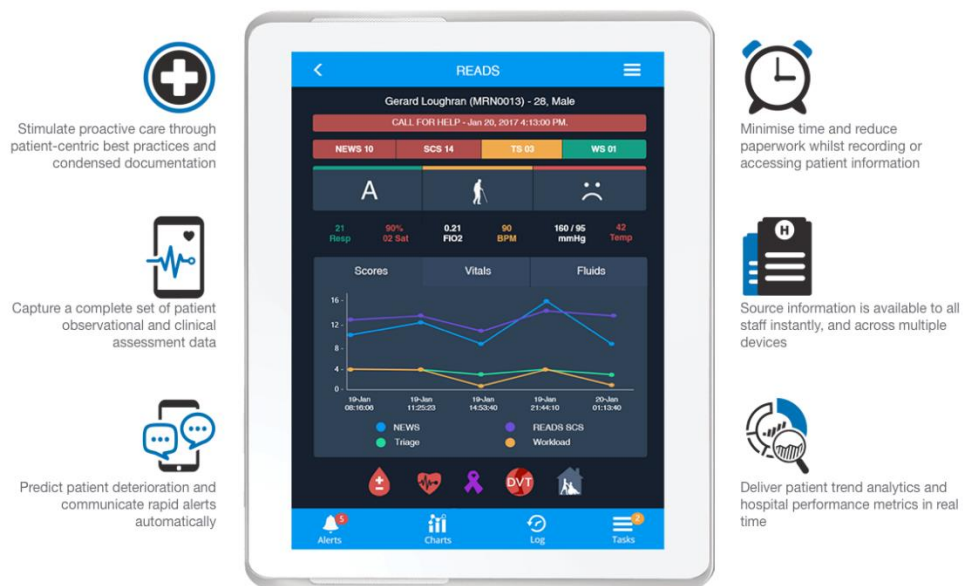 Stimulate proactive care through
patient-centric best practices and
condensed documentation
Capture a complete set of patient
observational and clinical
assessment data
Predict patient deterioration and
communicate rapid alerts
automatically
READS
Gerard Loughran (MRN0013) - 28, Male
CALL FOR HELP - Jan 20, 2017 4:13:00 PM.
NEWS 10 SCS 14 TS 03 WS 01
A
21 90% 0.21 90 160 / 95 42
Resp 02 Sat FIO2 BPM mmHg Temp
Scores Vitals Fluids
16 -
12 -
8 -
4 -
0 -
19-Jan 19-Jan 19-Jan 19-Jan 20-Jan
08:16:06 11:25:23 14:53:40 21:44:10 01:13:40
NEWS READS SCS
Triage Workload
DVT
5 2
Alerts Charts Log Tasks
Minimise time and reduce
paperwork whilst recording or
accessing patient information
H
Source information is available to all
staff instantly, and across multiple
devices
Deliver patient trend analytics and
hospital performance metrics in real
time